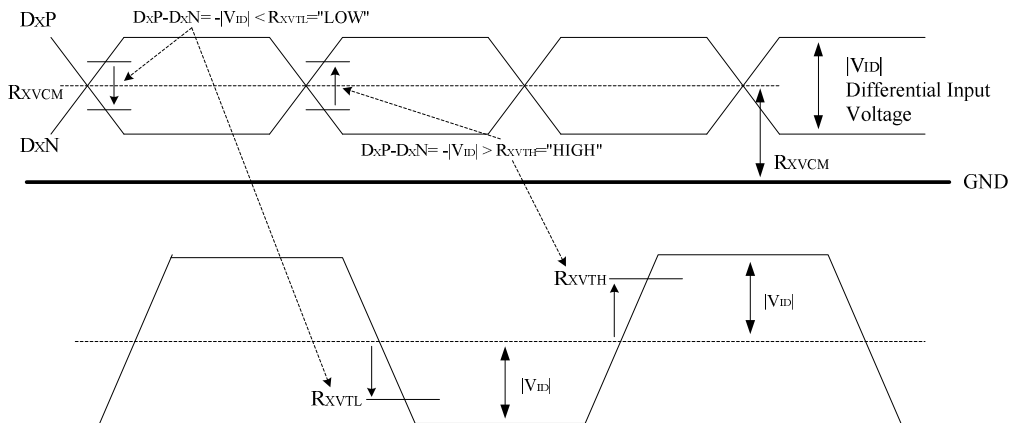 DXP
DXP-DXN= -|VID| < RXVTL="LOW"
|VID|
Differential Input
Voltage
RXVCM
DXN
DXP-DXN= -|VID| > RXVTH="HIGH"
RXVCM
GND
RXVTH
|VID|
|VID|
RXVTL